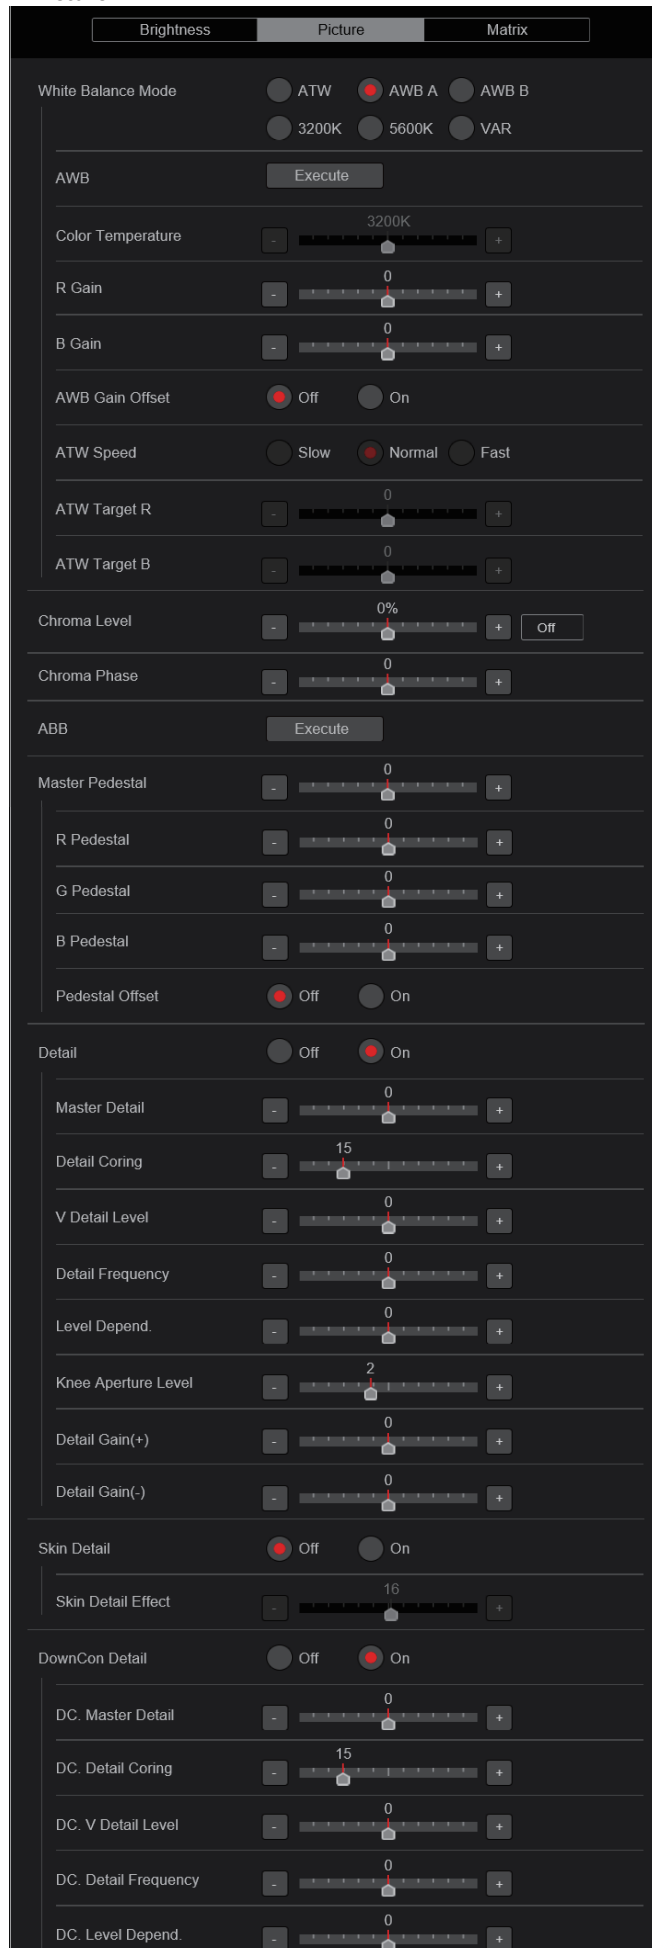 Brightness Picture Matrix
White Balance Mode ATW AWB A AWB B
3200K 5600K VAR
AWB Execute
3200K
Color Temperature - +
0
R Gain - +
0
B Gain - +
AWB Gain Offset Off On
ATW Speed Slow Normal Fast
0
ATW Target R - +
0
ATW Target B - +
0%
Chroma Level - + Off
0
Chroma Phase - +
ABB Execute
0
Master Pedestal - +
0
R Pedestal - +
0
G Pedestal - +
0
B Pedestal - +
Pedestal Offset Off On
Detail Off On
0
Master Detail - +
15
Detail Coring - +
0
V Detail Level - +
0
Detail Frequency - +
0
Level Depend. - +
2
Knee Aperture Level - +
0
Detail Gain(+) - +
0
Detail Gain(-) - +
Skin Detail Off On
16
Skin Detail Effect - +
DownCon Detail Off On
0
DC. Master Detail - +
15
DC. Detail Coring - +
0
DC. V Detail Level - +
0
DC. Detail Frequency - +
0
DC. Level Depend. - +